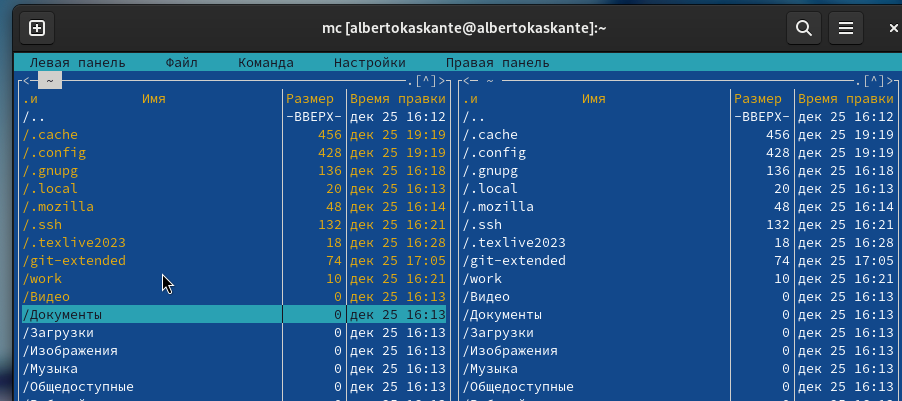 mc [albertokaskante@albertokaskante]:~
Левая панель Файл Команда Настройки Правая панель
<─ ~ .[^]> <─ ~ .[^]>
.и Имя Размер Время правки .и Имя Размер Время правки
/.. -ВВЕРХ- дек 25 16:12 /.. -ВВЕРХ- дек 25 16:12
/.cache 456 дек 25 19:19 /.cache 456 дек 25 19:19
/.config 428 дек 25 19:19 /.config 428 дек 25 19:19
/.gnupg 136 дек 25 16:18 /.gnupg 136 дек 25 16:18
/.local 20 дек 25 16:13 /.local 20 дек 25 16:13
/.mozilla 48 дек 25 16:14 /.mozilla 48 дек 25 16:14
/.ssh 132 дек 25 16:21 /.ssh 132 дек 25 16:21
/.texlive2023 18 дек 25 16:28 /.texlive2023 18 дек 25 16:28
/git-extended 74 дек 25 17:05 /git-extended 74 дек 25 17:05
/work 10 дек 25 16:21 /work 10 дек 25 16:21
/Видео 0 дек 25 16:13 /Видео 0 дек 25 16:13
/Документы 0 дек 25 16:13 /Документы 0 дек 25 16:13
/Загрузки 0 дек 25 16:13 /Загрузки 0 дек 25 16:13
/Изображения 0 дек 25 16:13 /Изображения 0 дек 25 16:13
/Музыка 0 дек 25 16:13 /Музыка 0 дек 25 16:13
/Общедоступные 0 дек 25 16:13 /Общедоступные 0 дек 25 16:13